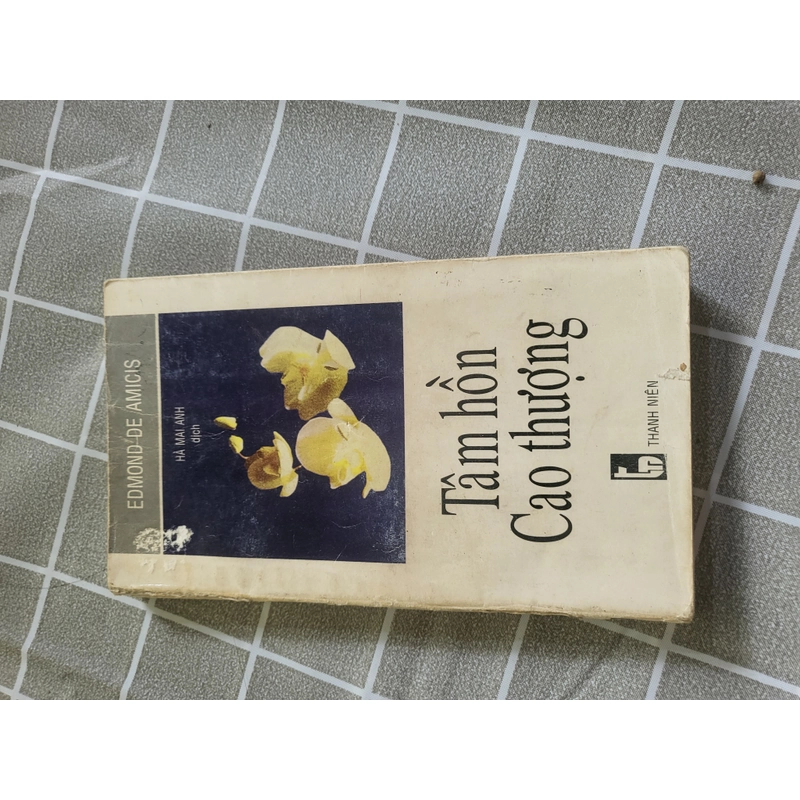 EDMOND DE AMICIS
HÀ MAI ANH
dịch
Tâm hồn
Cao thượng
THANH NIÊN